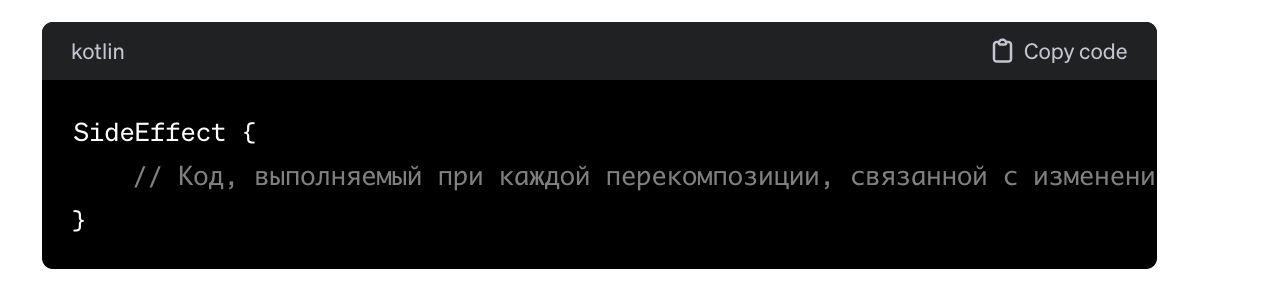 kotlin
Copy code
SideEffect {
// Код, выполняемый при каждой перекомпозиции, связанной с изменени
}